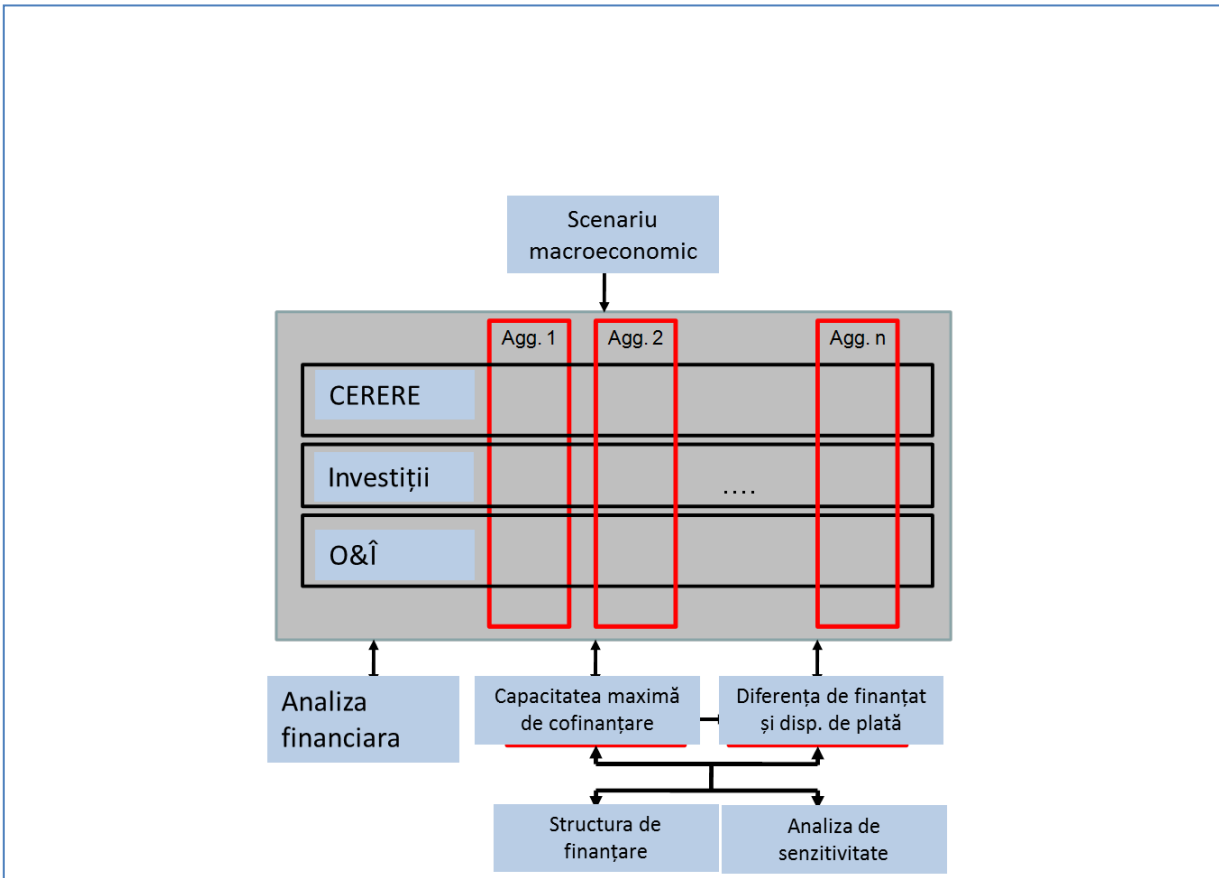 Scenariu
macroeconomic
Agg. 1
Agg. 2
Agg. n
CERERE
Investiții
....
O&Î
Analiza
financiara
Capacitatea maximă
de cofinanțare
Diferența de finanțat
și disp. de plată
Structura de
finanțare
Analiza de
senzitivitate